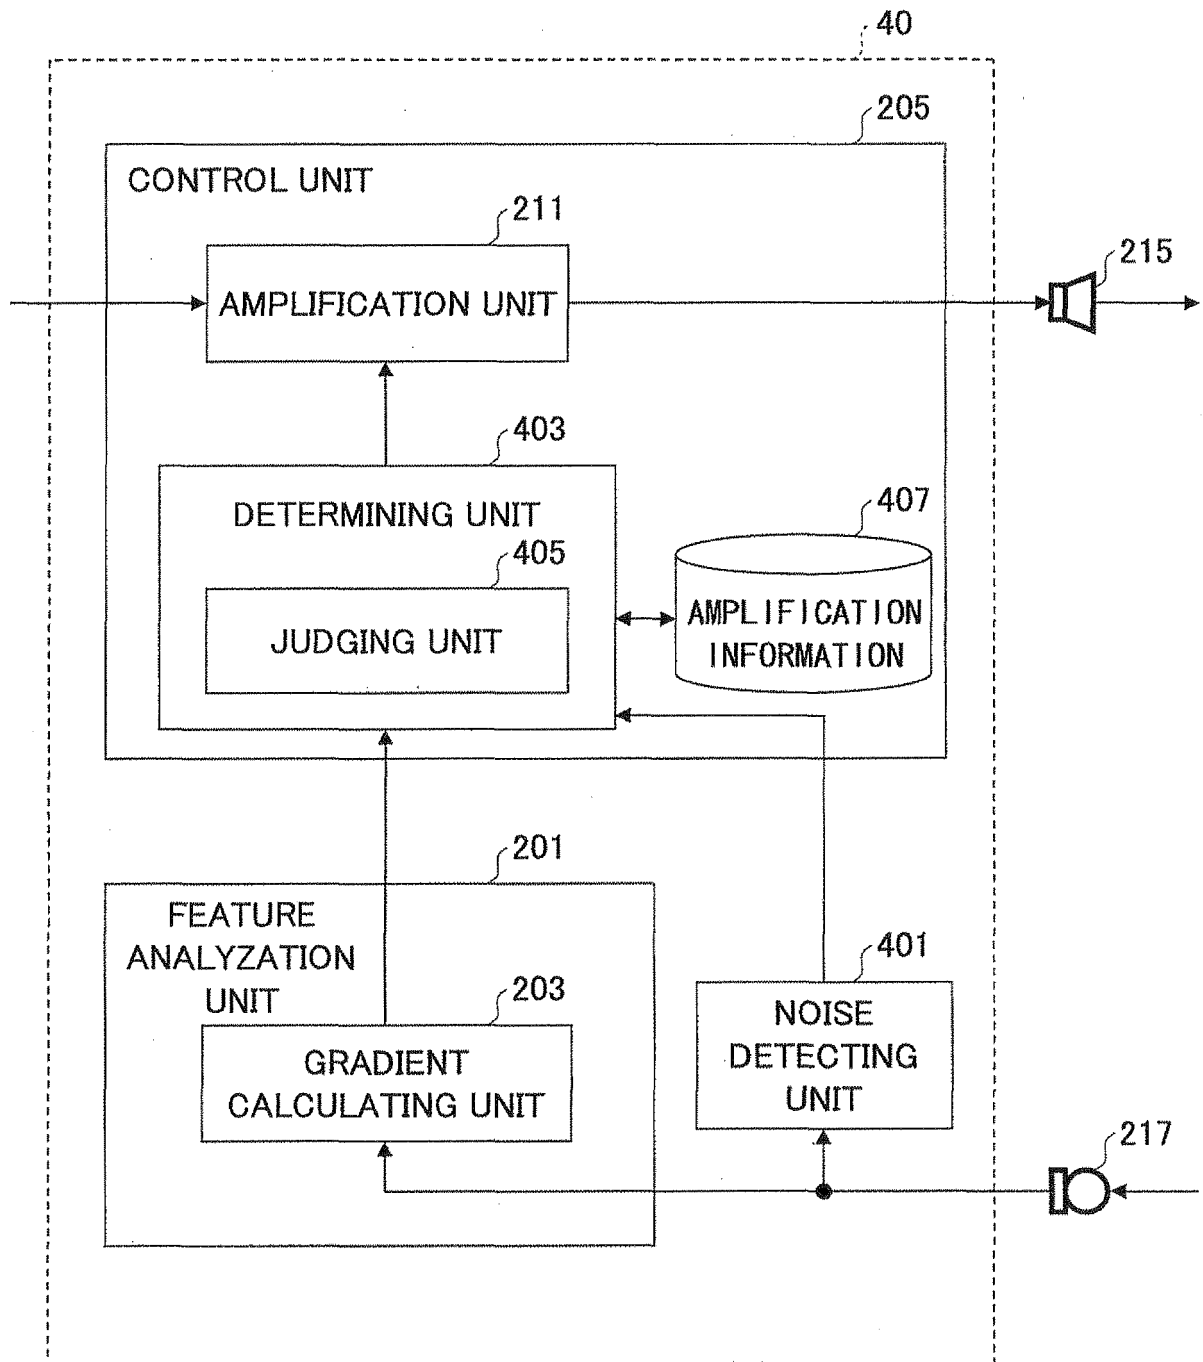 40
205
CONTROL UNIT
211
AMPLIFICATION UNIT
215
403
DETERMINING UNIT
407
405
JUDGING UNIT
AMPLIFICATION
INFORMATION
201
FEATURE
ANALYZATION
UNIT
203
GRADIENT
CALCULATING UNIT
401
NOISE
DETECTING
UNIT
217